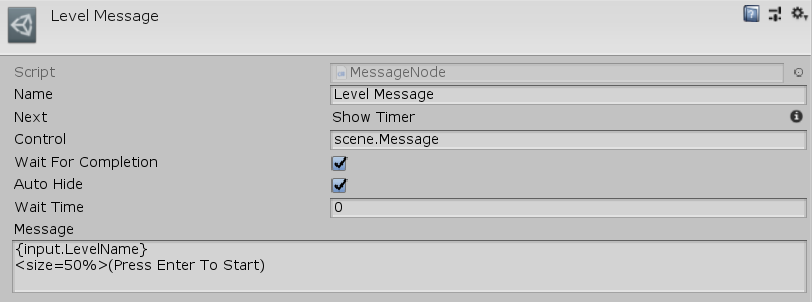 Level Message
Script MessageNode
Name Level Message
Next Show Timer
Control scene.Message
Wait For Completion
Auto Hide
Wait Time 0
Message
{input.LevelName}
<size=50%>(Press Enter To Start)